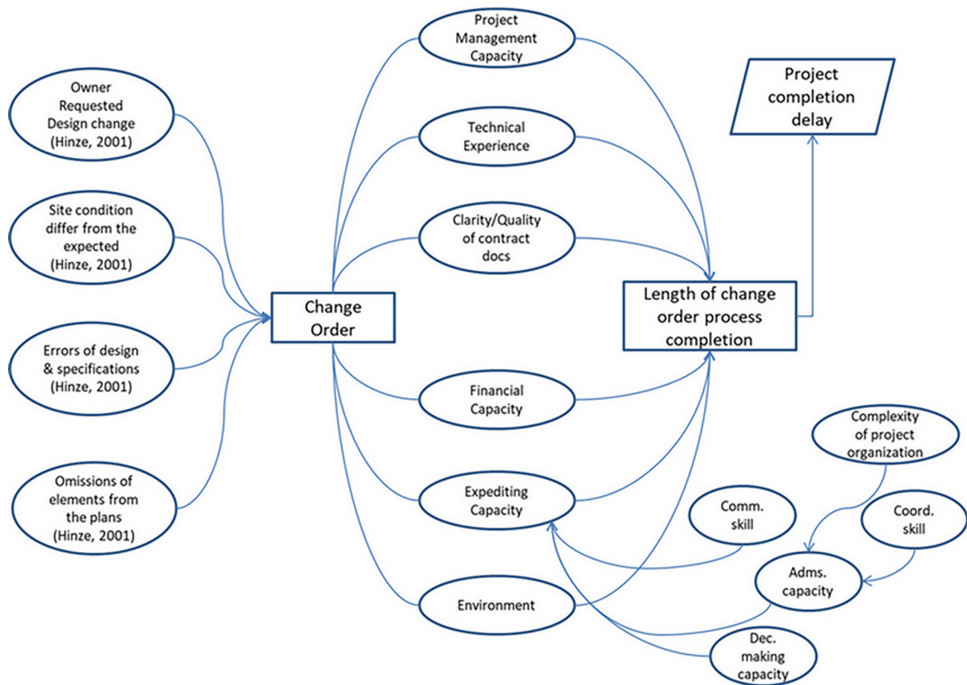 Owner
Requested
Design change
(Hinze, 2001)
Site condition
differ from the
expected
(Hinze, 2001)
Errors of design
& specifications
(Hinze, 2001)
Omissions of
elements from
the plans
(Hinze, 2001)
Change
Order
Project
Management
Capacity
Technical
Experience
Clarity/Quality
of contract
docs
Financial
Capacity
Expediting
Capacity
Environment
Length of change
order process
completion
Project
completion
delay
Complexity
of project
organization
Comm.
skill
Coord.
skill
Adms.
capacity
Dec.
making
capacity